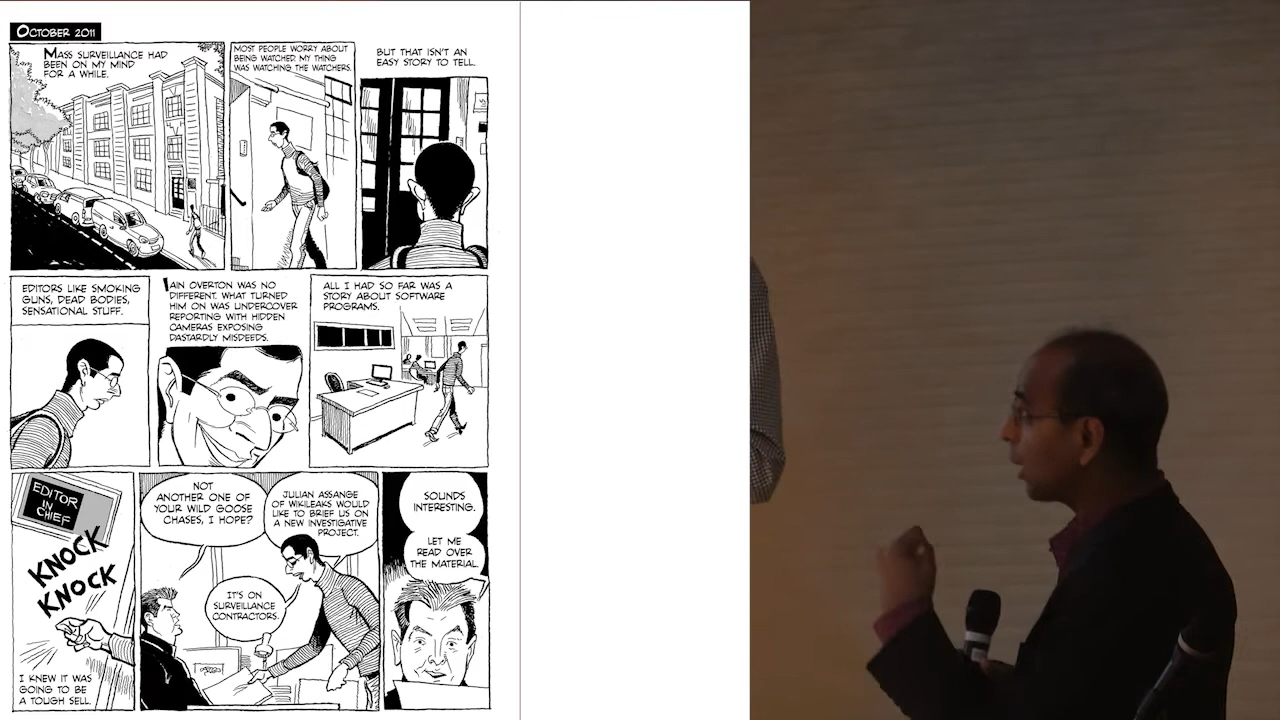 OCTOBER 2011
MASS SURVEILLANCE HAD
BEEN ON MY MIND
FOR A WHILE.
MOST PEOPLE WORRY ABOUT
BEING WATCHED. MY THING
WAS WATCHING THE WATCHERS.
BUT THAT ISN'T AN
EASY STORY TO TELL.
EDITORS LIKE SMOKING
GUNS, DEAD BODIES,
SENSATIONAL STUFF.
IAIN OVERTON WAS NO
DIFFERENT. WHAT TURNED
HIM ON WAS UNDERCOVER
REPORTING WITH HIDDEN
CAMERAS EXPOSING
DASTARDLY MISDEEDS.
ALL I HAD SO FAR WAS A
STORY ABOUT SOFTWARE
PROGRAMS.
EDITOR
IN
CHIEF
KNOCK
KNOCK
I KNEW IT WAS
GOING TO BE
A TOUGH SELL.
NOT
ANOTHER ONE OF
YOUR WILD GOOSE
CHASES, I HOPE?
JULIAN ASSANGE
OF WIKILEAKS WOULD
LIKE TO BRIEF US ON
A NEW INVESTIGATIVE
PROJECT.
IT'S ON
SURVEILLANCE
CONTRACTORS.
SOUNDS
INTERESTING.
LET ME
READ OVER
THE MATERIAL.